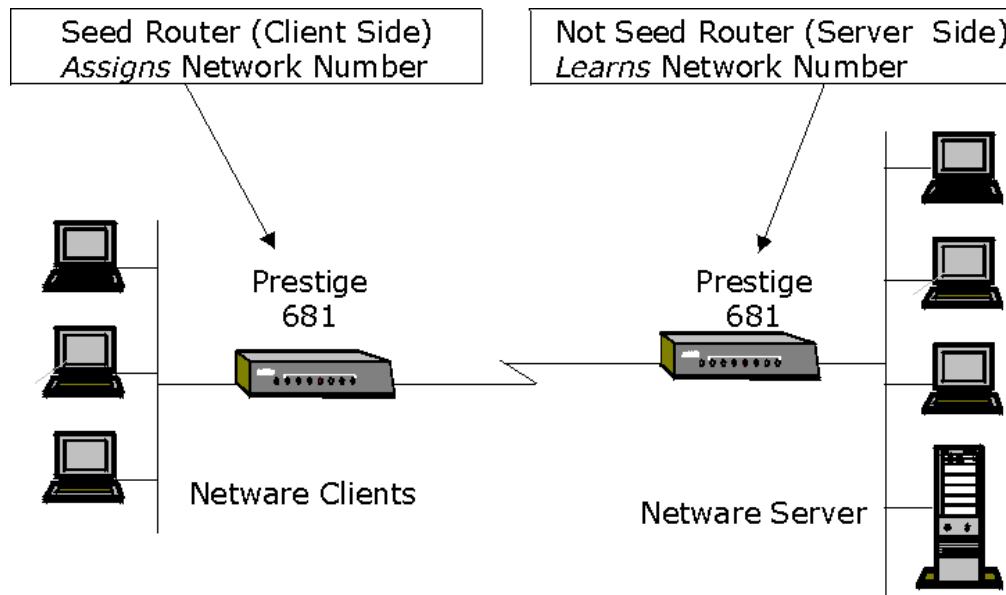 Seed Router (Client Side)
Assigns Network Number
Not Seed Router (Server Side)
Learns Network Number
Prestige
681
Prestige
681
Netware Clients
Netware Server